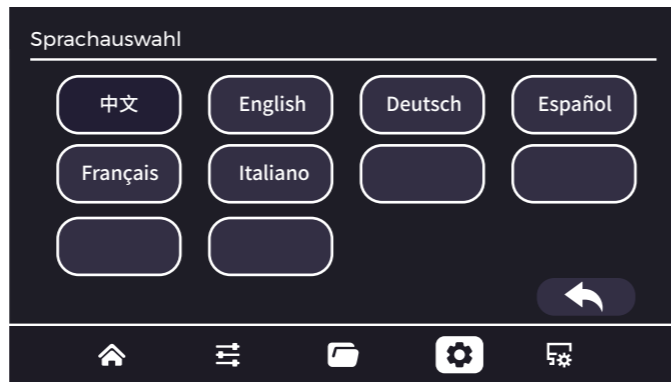 Sprachauswahl
中文 English Deutsch Español
Français Italiano